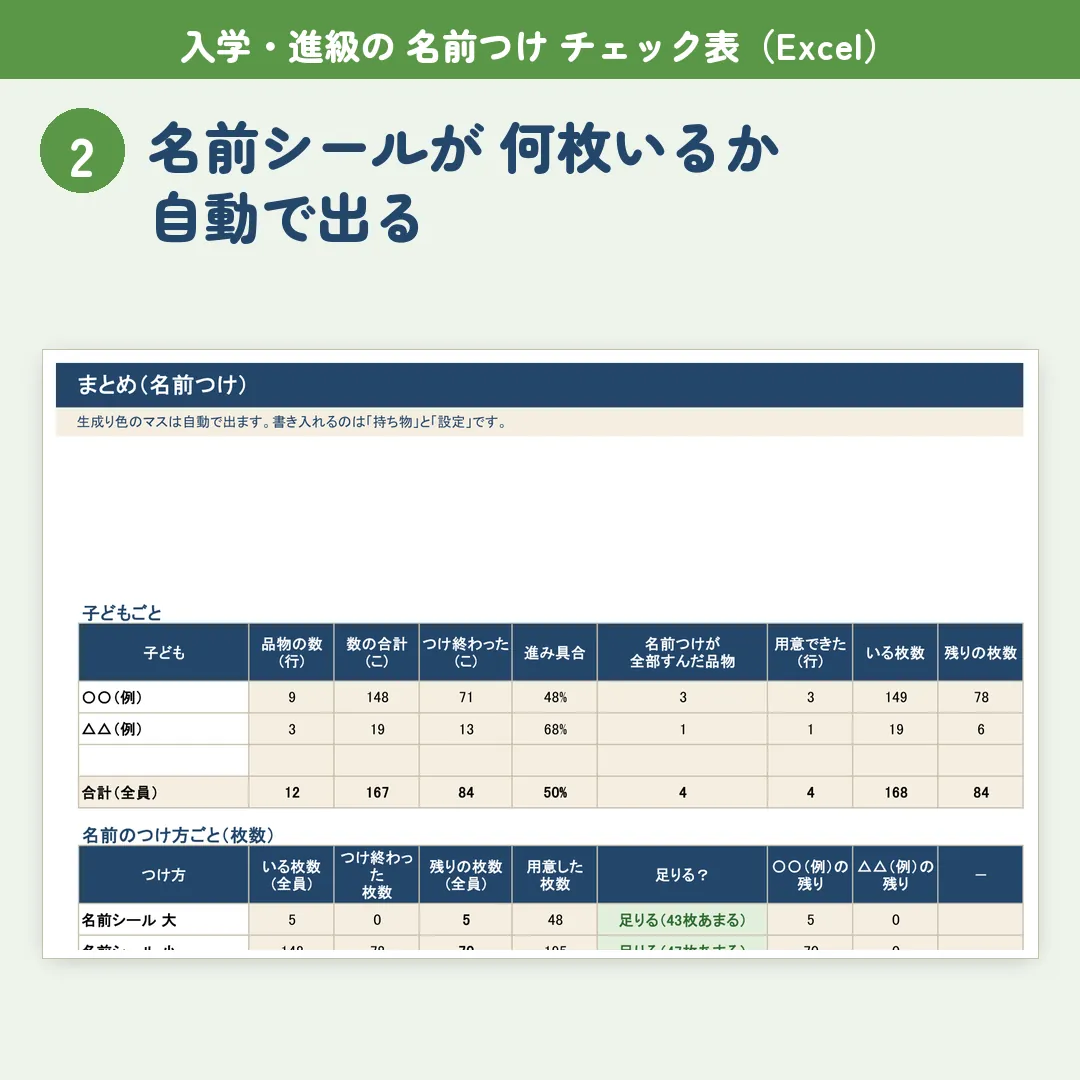 入学・進級の 名前つけ チェック表（Excel）
2
名前シールが 何枚いるか
自動で出る
まとめ（名前つけ）
生成り色のマスは自動で出ます。書き入れるのは「持ち物」と「設定」です。
子どもごと
子ども 品物の数（行） 数の合計（こ） つけ終わった（こ） 進み具合 名前つけが全部すんだ品物 用意できた（行） いる枚数 残りの枚数
〇〇（例） 9 148 71 48% 3 3 149 78
△△（例） 3 19 13 68% 1 1 19 6
合計（全員） 12 167 84 50% 4 4 168 84
名前のつけ方ごと（枚数）
つけ方 いる枚数（全員） つけ終わった枚数 残りの枚数（全員） 用意した枚数 足りる？ 〇〇（例）の残り △△（例）の残り ―
名前シール 大 5 0 5 48 足りる（43枚あまる） 5 0